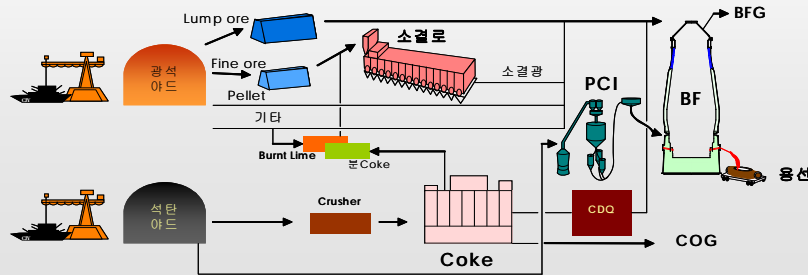 Lump ore
BFG
소결로
광석
야드
Fine ore
소결광
PCI
BF
Pellet
기타
Burnt Lime
분Coke
용선
석탄
야드
Crusher
CDQ
COG
Coke